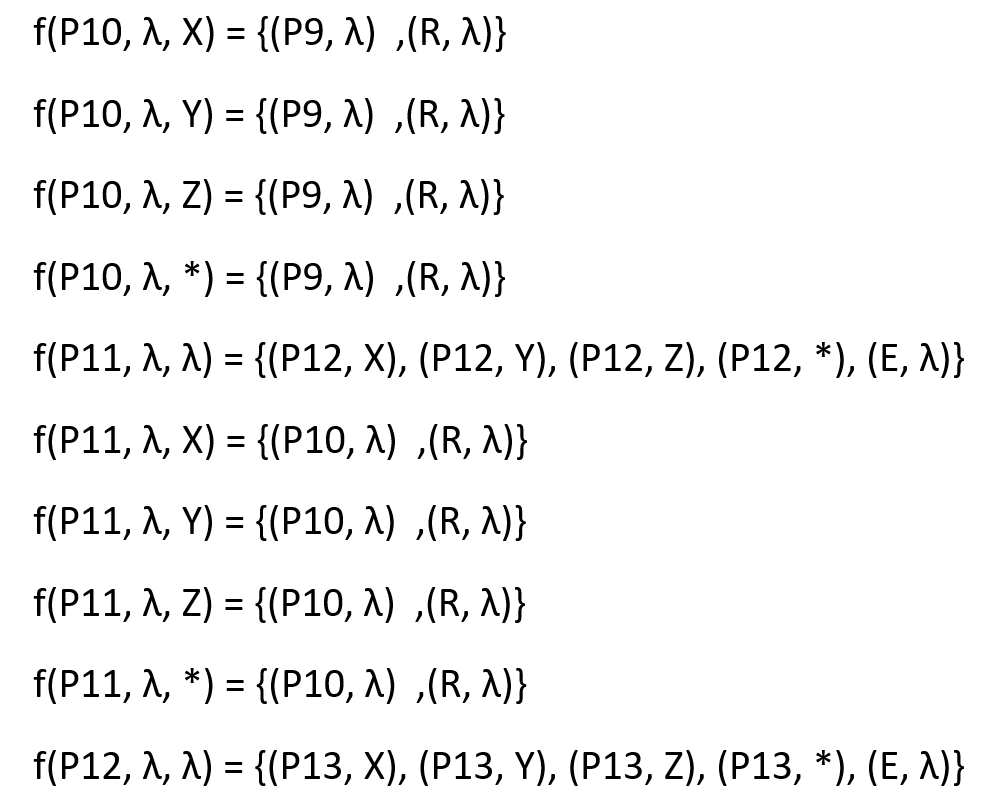 f(P10, λ, X) = {(P9, λ)  ,(R, λ)}
f(P10, λ, Y) = {(P9, λ)  ,(R, λ)}
f(P10, λ, Z) = {(P9, λ)  ,(R, λ)}
f(P10, λ, *) = {(P9, λ)  ,(R, λ)}
f(P11, λ, λ) = {(P12, X), (P12, Y), (P12, Z), (P12, *), (E, λ)}
f(P11, λ, X) = {(P10, λ)  ,(R, λ)}
f(P11, λ, Y) = {(P10, λ)  ,(R, λ)}
f(P11, λ, Z) = {(P10, λ)  ,(R, λ)}
f(P11, λ, *) = {(P10, λ)  ,(R, λ)}
f(P12, λ, λ) = {(P13, X), (P13, Y), (P13, Z), (P13, *), (E, λ)}